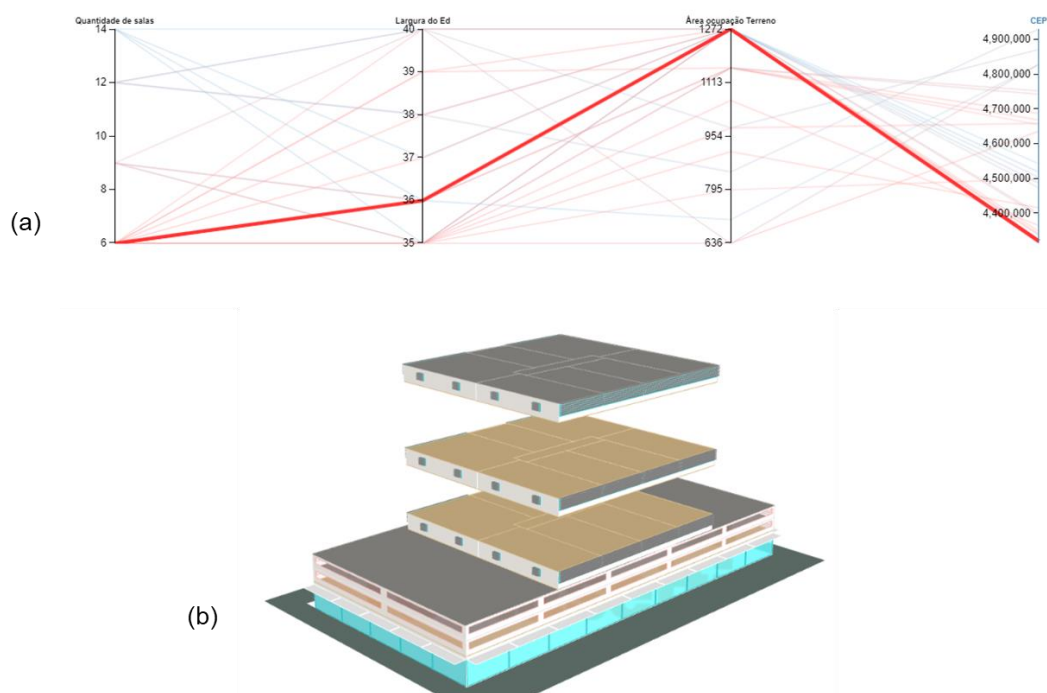 Quantidade de salas Largura do Ed Área ocupação Terreno CEP
14 40 1272 4,900,000
12 39 1113 4,800,000
10 38 954 4,700,000
8 37 795 4,600,000
6 36 636 4,500,000
35 4,400,000
(a)
(b)